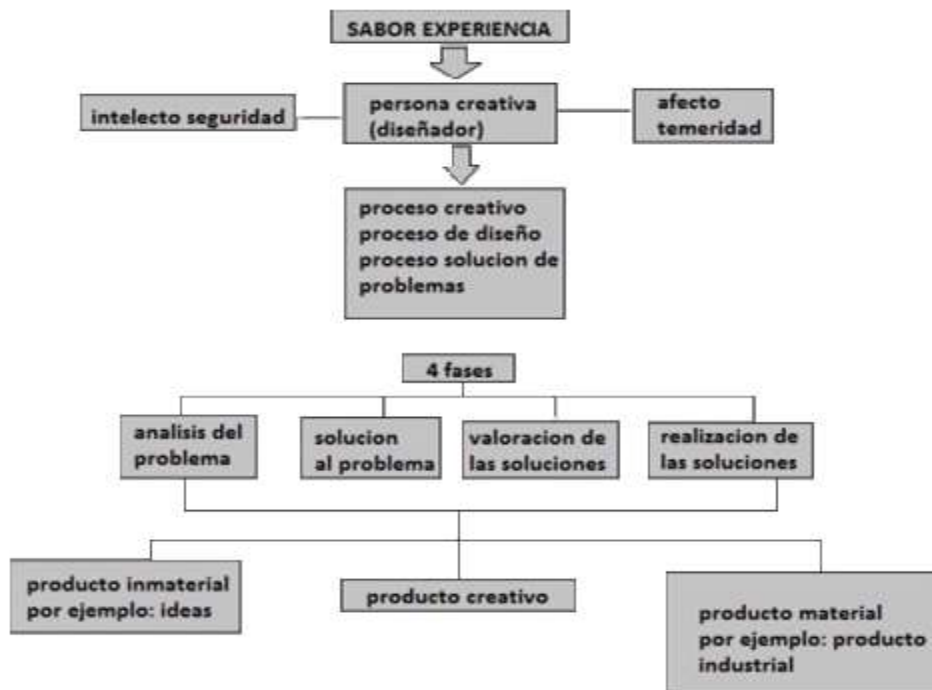 SABOR EXPERIENCIA
intelecto seguridad
persona creativa
(diseñador)
afecto
temeridad
proceso creativo
proceso de diseño
proceso solucion de
problemas
4 fases
analisis del
problema
solucion
al problema
valoracion de
las soluciones
realizacion de
las soluciones
producto inmaterial
por ejemplo: ideas
producto creativo
producto material
por ejemplo: producto
industrial